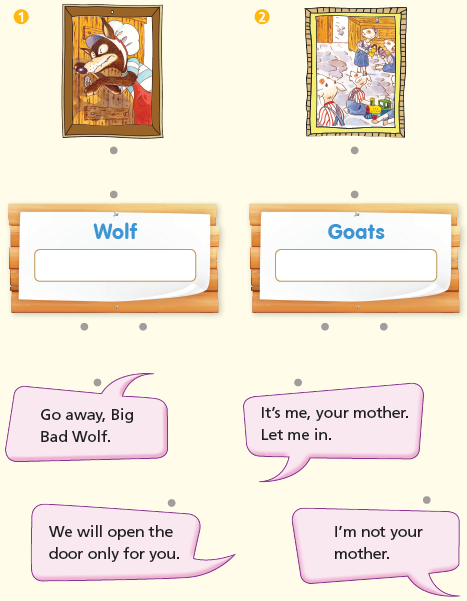 1
2
Wolf
Goats
Go away, Big
Bad Wolf.
It's me, your mother.
Let me in.
We will open the
door only for you.
I'm not your
mother.